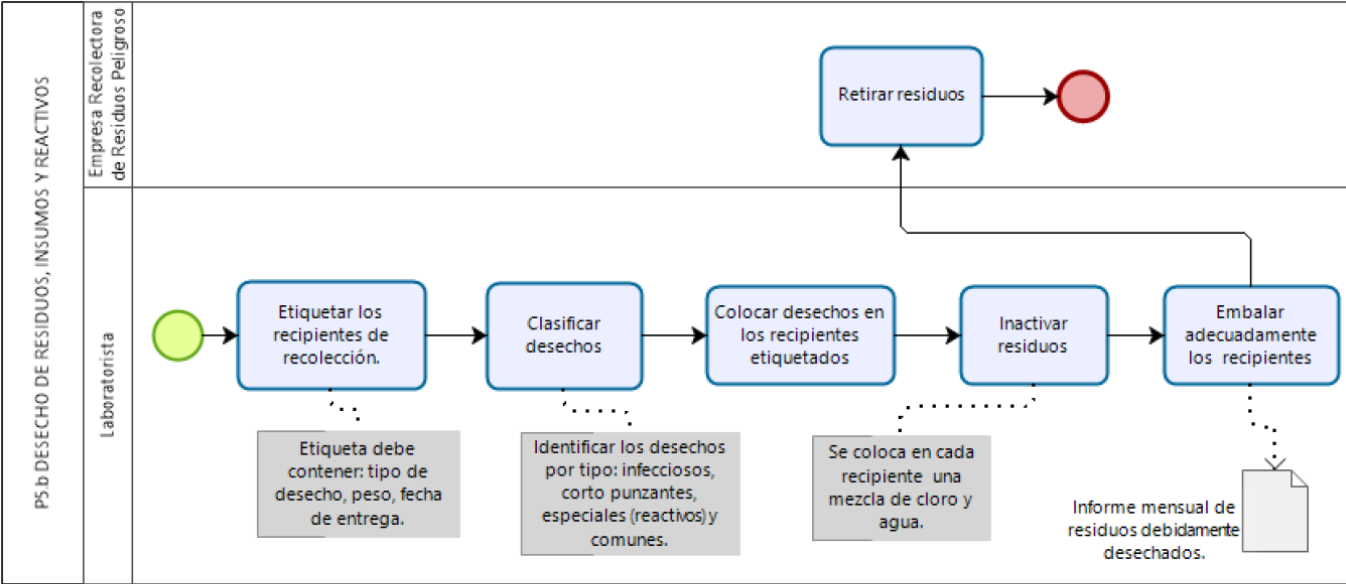 P5.b DESECHO DE RESIDUOS, INSUMOS Y REACTIVOS
Empresa Recolectora
de Residuos Peligroso
Retirar residuos
Laboratorista
Etiquetar los
recipientes de
recolección.
Clasificar
desechos
Colocar desechos en
los recipientes
etiquetados
Inactivar
residuos
Embalar
adecuadamente
los recipientes
Etiqueta debe
contener: tipo de
desecho, peso, fecha
de entrega.
Identificar los desechos
por tipo: infecciosos,
corto punzantes,
especiales (reactivos) y
comunes.
Se coloca en cada
recipiente una
mezcla de cloro y
agua.
Informe mensual de
residuos debidamente
desechados.